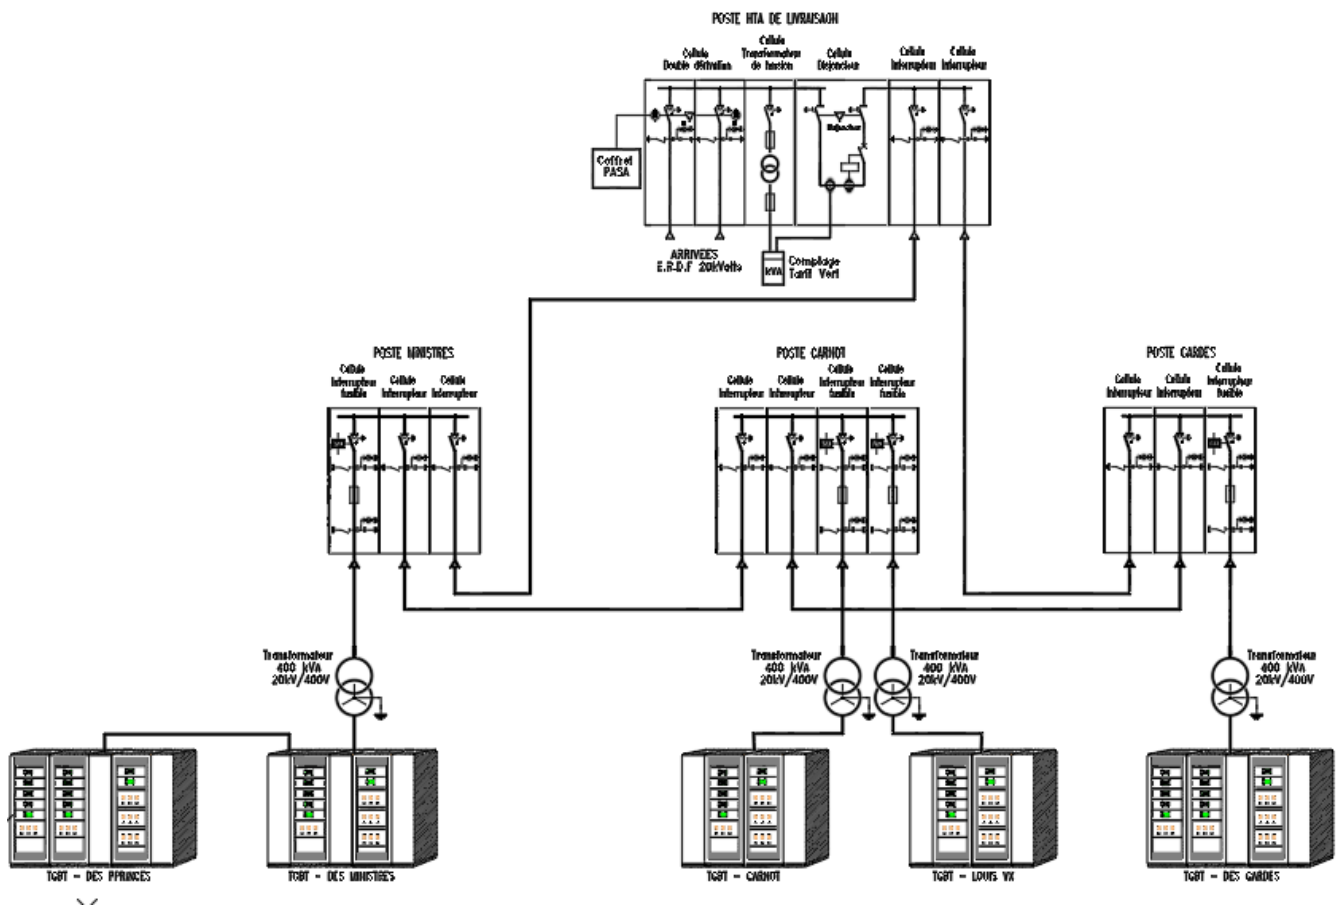 POSTE HTA DE LIVRAISAON
Cellule
Double dérivation
Cellule
Transformateur
de tension
Cellule
Disjoncteur
Cellule
Interrupteur
Cellule
Interrupteur
Coffret
PASA
ARRIVEES
E.R.D.F 20kVolts
kVA
Comptage
Tarif Vert
POSTE MINISTRES
Cellule
Interrupteur
fusible
Cellule
Interrupteur
Cellule
Interrupteur
POSTE CARNOT
Cellule
Interrupteur
Cellule
Interrupteur
Cellule
Interrupteur
fusible
Cellule
Interrupteur
fusible
POSTE GARDES
Cellule
Interrupteur
Cellule
Interrupteur
Cellule
Interrupteur
fusible
Transformateur
400 kVA
20kV/400V
Transformateur
400 kVA
20kV/400V
Transformateur
400 kVA
20kV/400V
Transformateur
400 kVA
20kV/400V
TGBT - DES PPRINCES
TGBT - DES MINISTRES
TGBT - CARNOT
TGBT - LOUIS VX
TGBT - DES GARDES